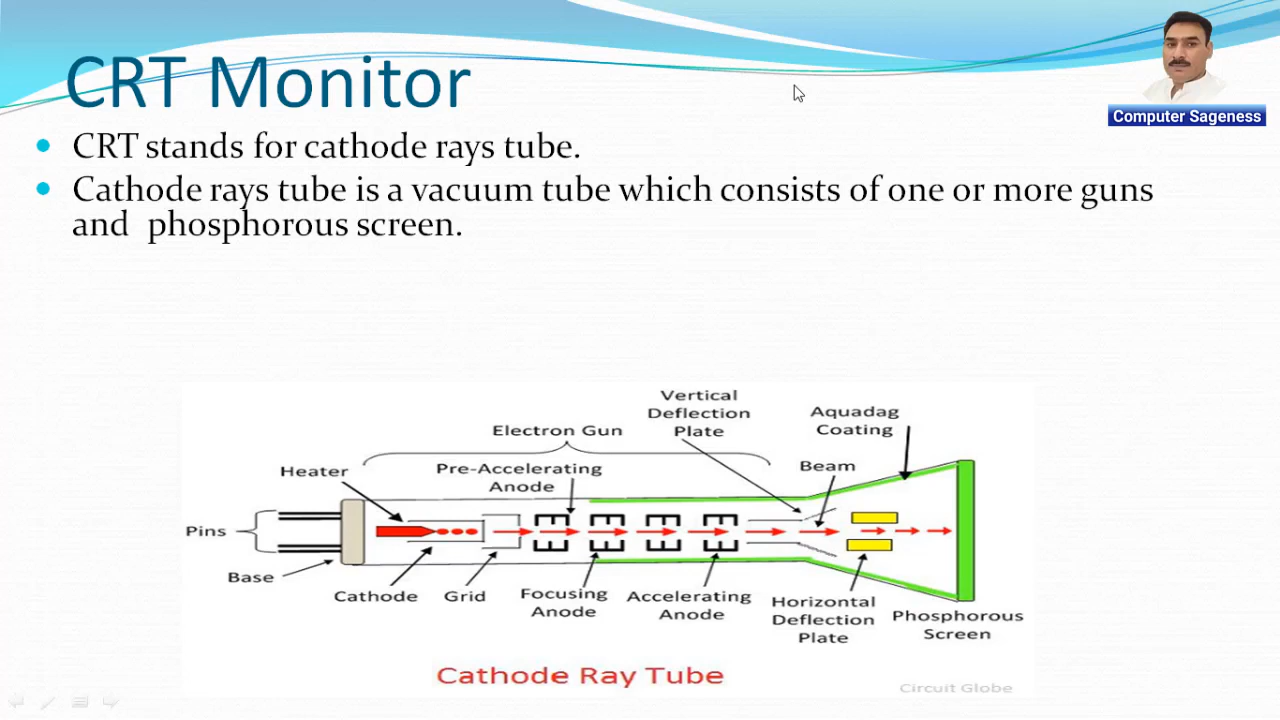 CRT Monitor
Computer Sageness
CRT stands for cathode rays tube.
Cathode rays tube is a vacuum tube which consists of one or more guns
and phosphorous screen.
Vertical
Deflection
Plate
Aquadag
Coating
Electron Gun
Heater
Pre-Accelerating
Anode
Beam
Pins
Base
Cathode
Grid
Focusing
Anode
Accelerating
Anode
Horizontal
Deflection
Plate
Phosphorous
Screen
Cathode Ray Tube
Circuit Globe